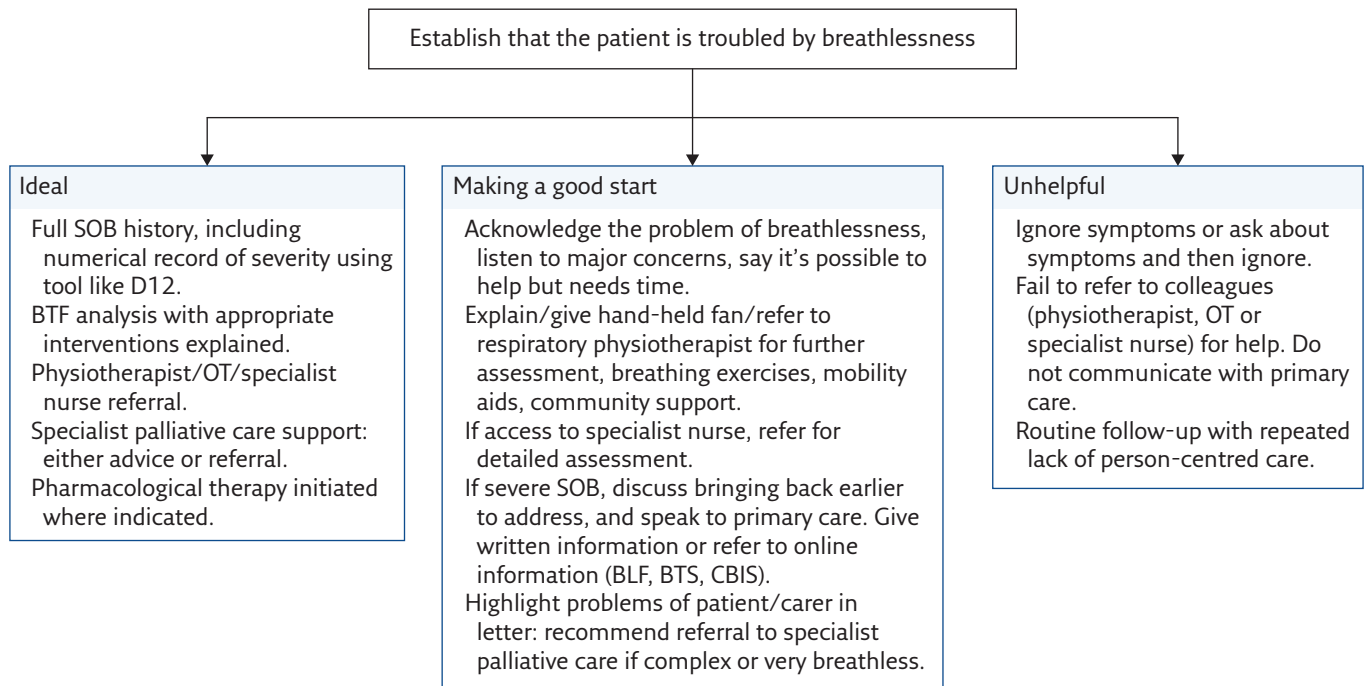 Establish that the patient is troubled by breathlessness
Ideal
Full SOB history, including
numerical record of severity using
tool like D12.
BTF analysis with appropriate
interventions explained.
Physiotherapist/OT/specialist
nurse referral.
Specialist palliative care support:
either advice or referral.
Pharmacological therapy initiated
where indicated.
Making a good start
Acknowledge the problem of breathlessness,
listen to major concerns, say it's possible to
help but needs time.
Explain/give hand-held fan/refer to
respiratory physiotherapist for further
assessment, breathing exercises, mobility
aids, community support.
If access to specialist nurse, refer for
detailed assessment.
If severe SOB, discuss bringing back earlier
to address, and speak to primary care. Give
written information or refer to online
information (BLF, BTS, CBIS).
Highlight problems of patient/carer in
letter: recommend referral to specialist
palliative care if complex or very breathless.
Unhelpful
Ignore symptoms or ask about
symptoms and then ignore.
Fail to refer to colleagues
(physiotherapist, OT or
specialist nurse) for help. Do
not communicate with primary
care.
Routine follow-up with repeated
lack of person-centred care.